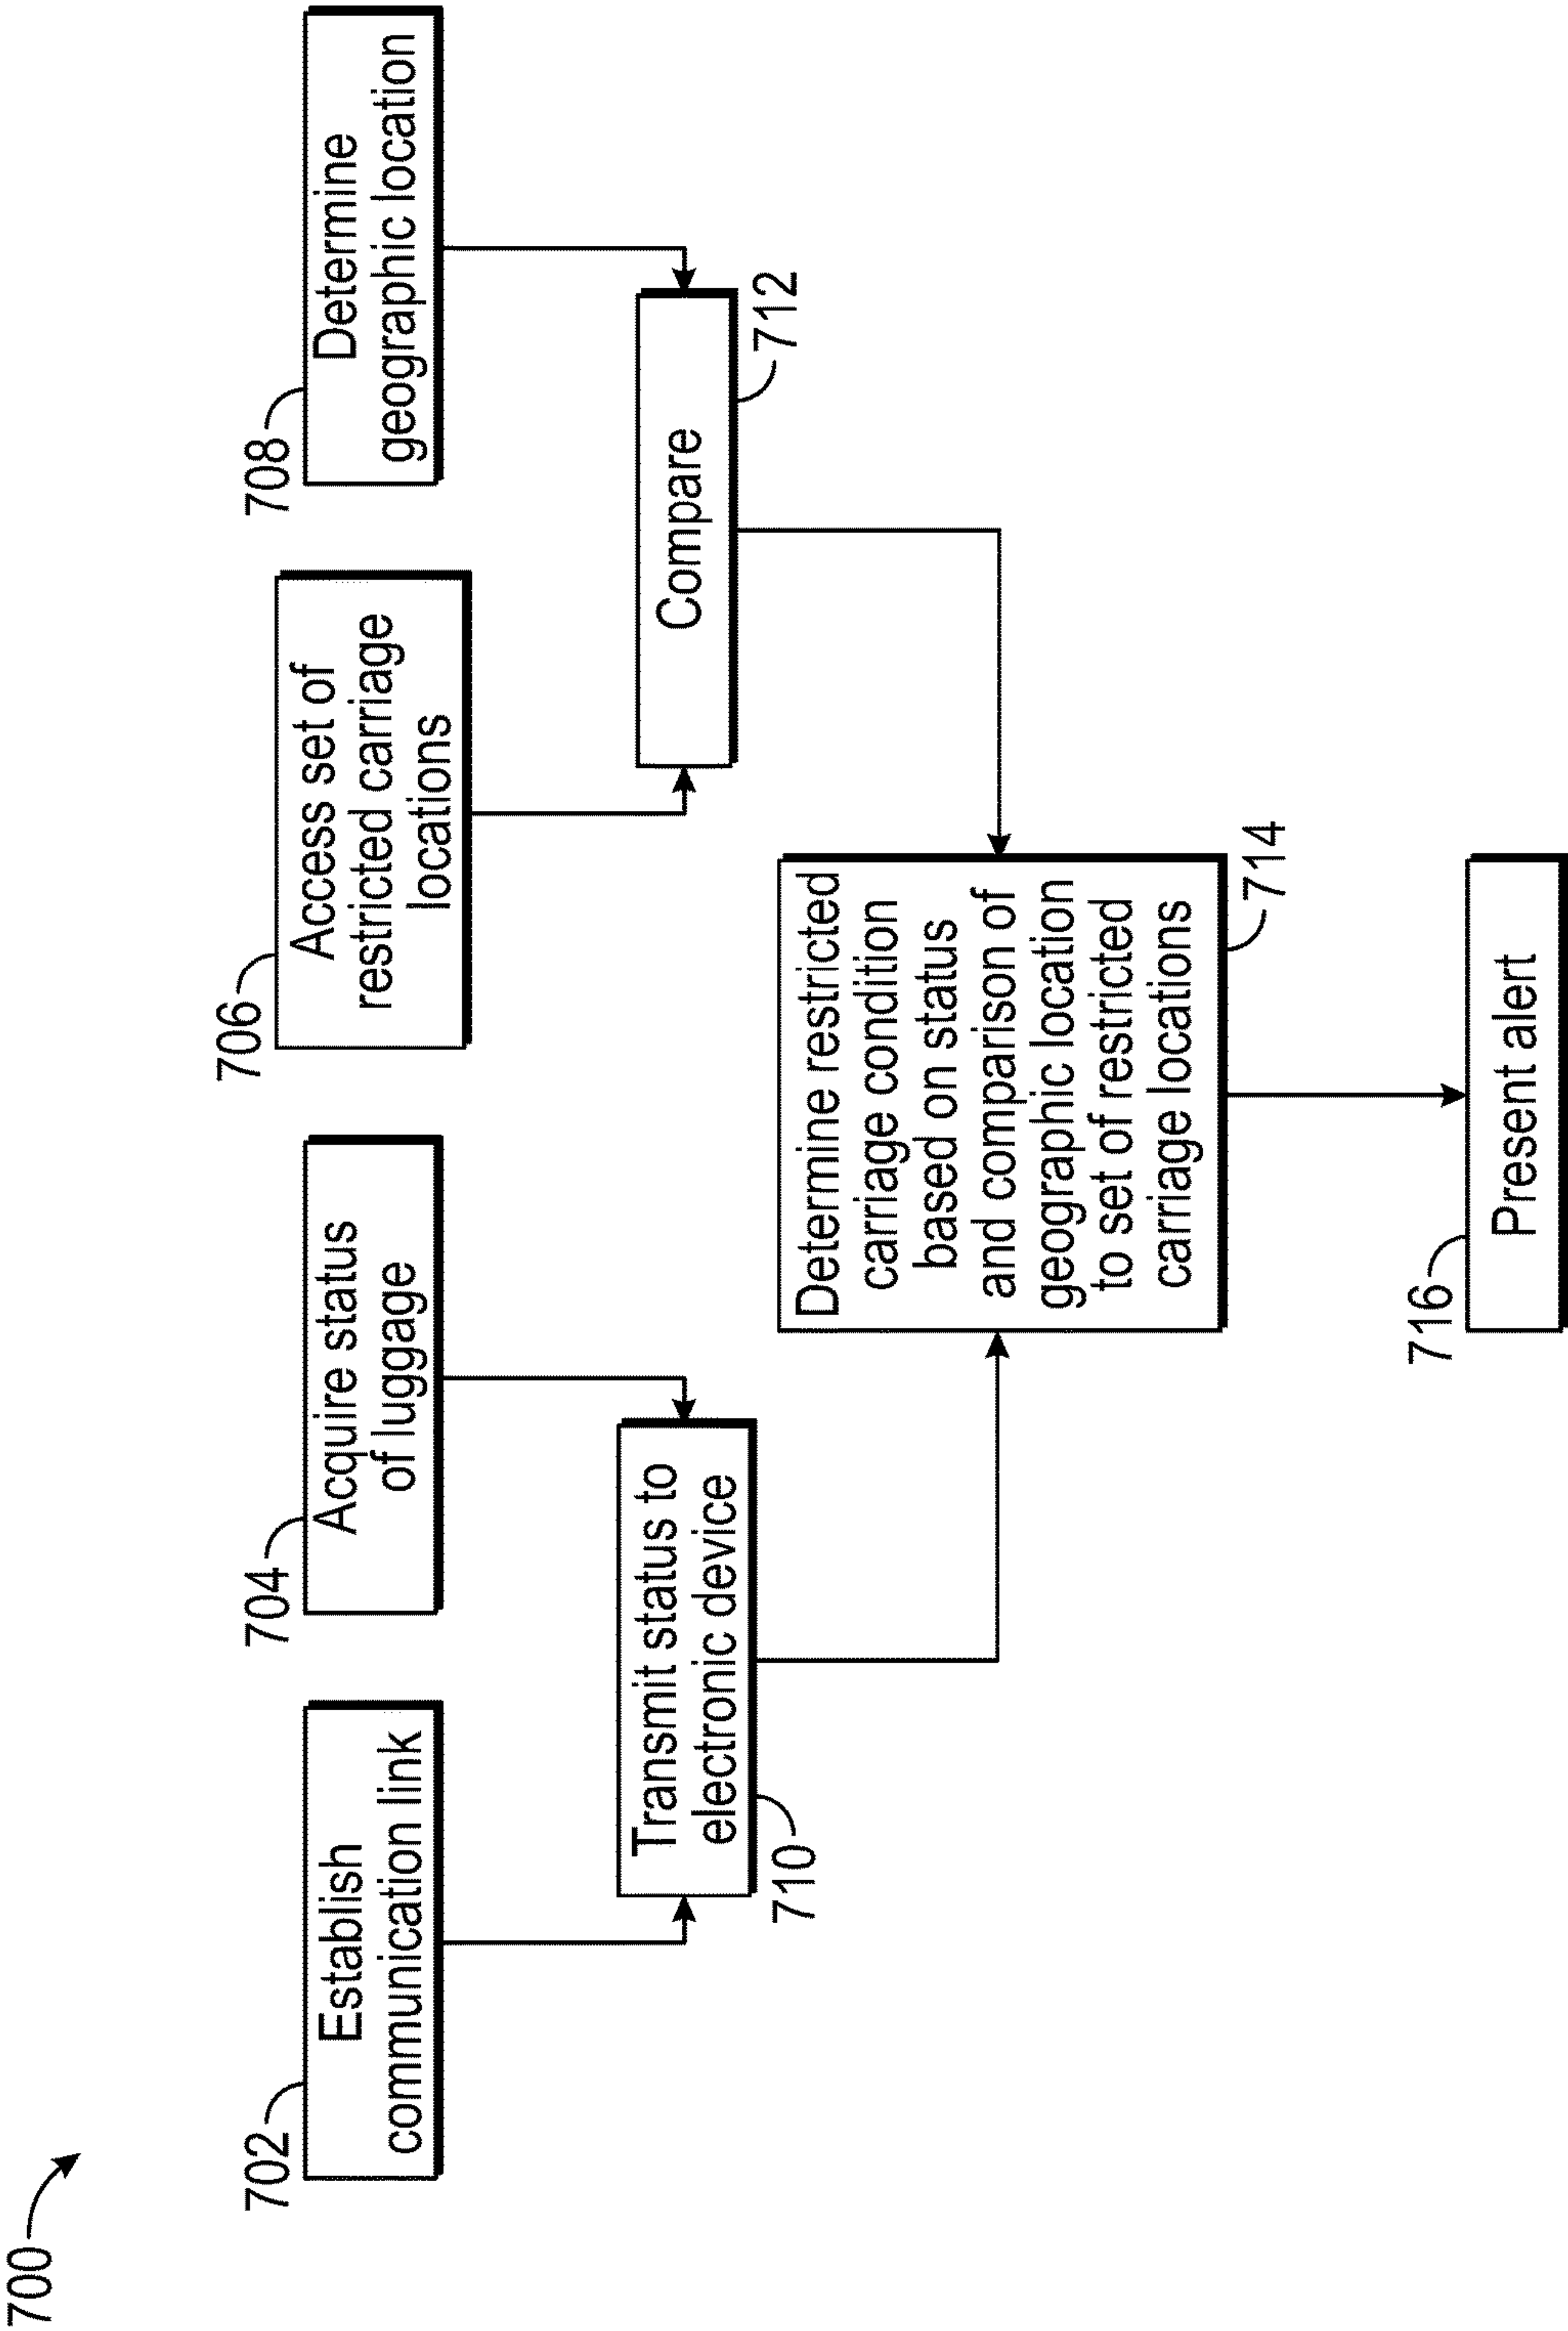 700
702
Establish
communication link
704
Acquire status
of luggage
706
Access set of
restricted carriage
locations
708
Determine
geographic location
710
Transmit status to
electronic device
Compare
712
Determine restricted
carriage condition
based on status
and comparison of
geographic location
to set of restricted
carriage locations
714
716
Present alert